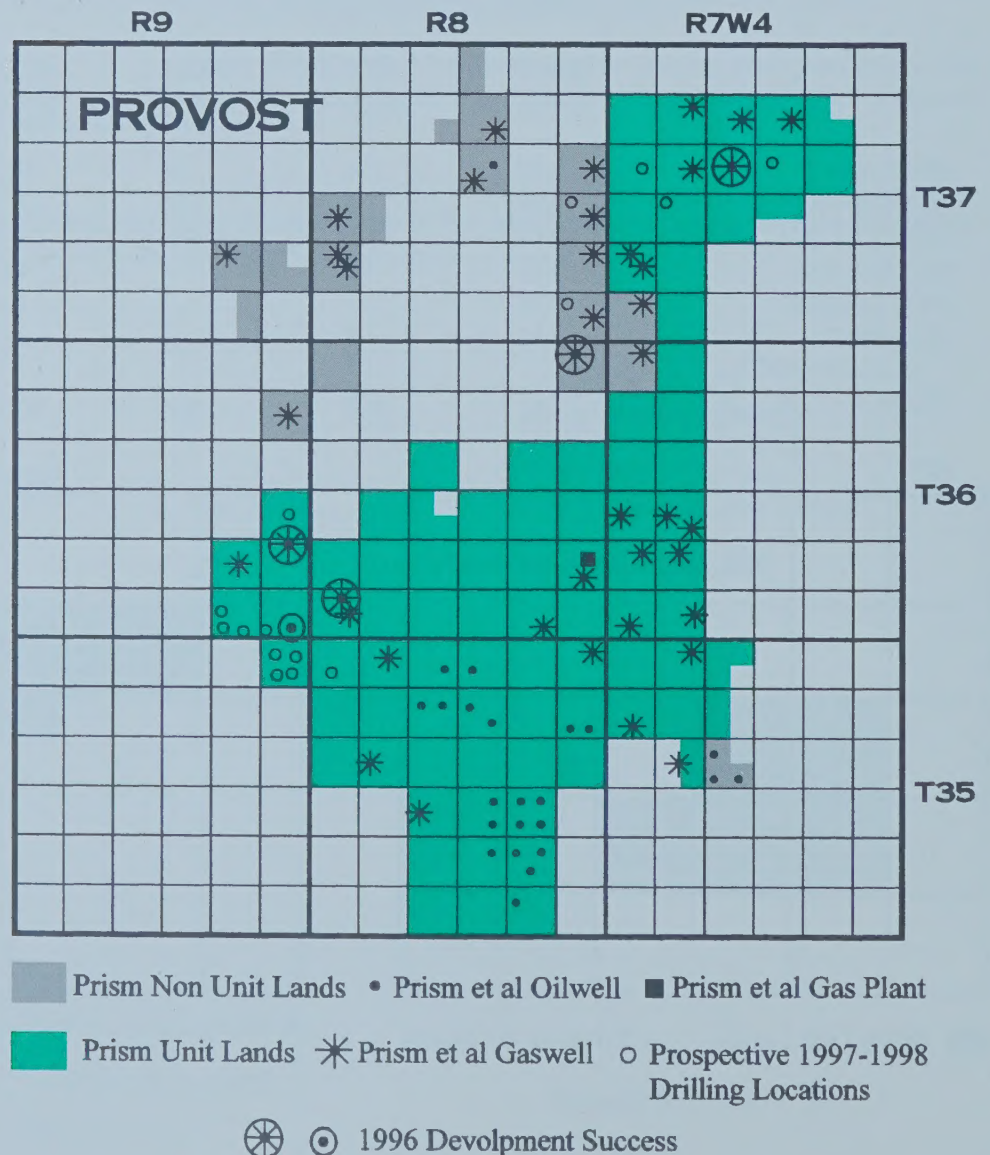 R9 R8 R7W4
PROVOST
T37
T36
T35
Prism Non Unit Lands Prism et al Oilwell Prism et al Gas Plant
Prism Unit Lands Prism et al Gaswell Prospective 1997-1998
Drilling Locations
1996 Devolpment Success